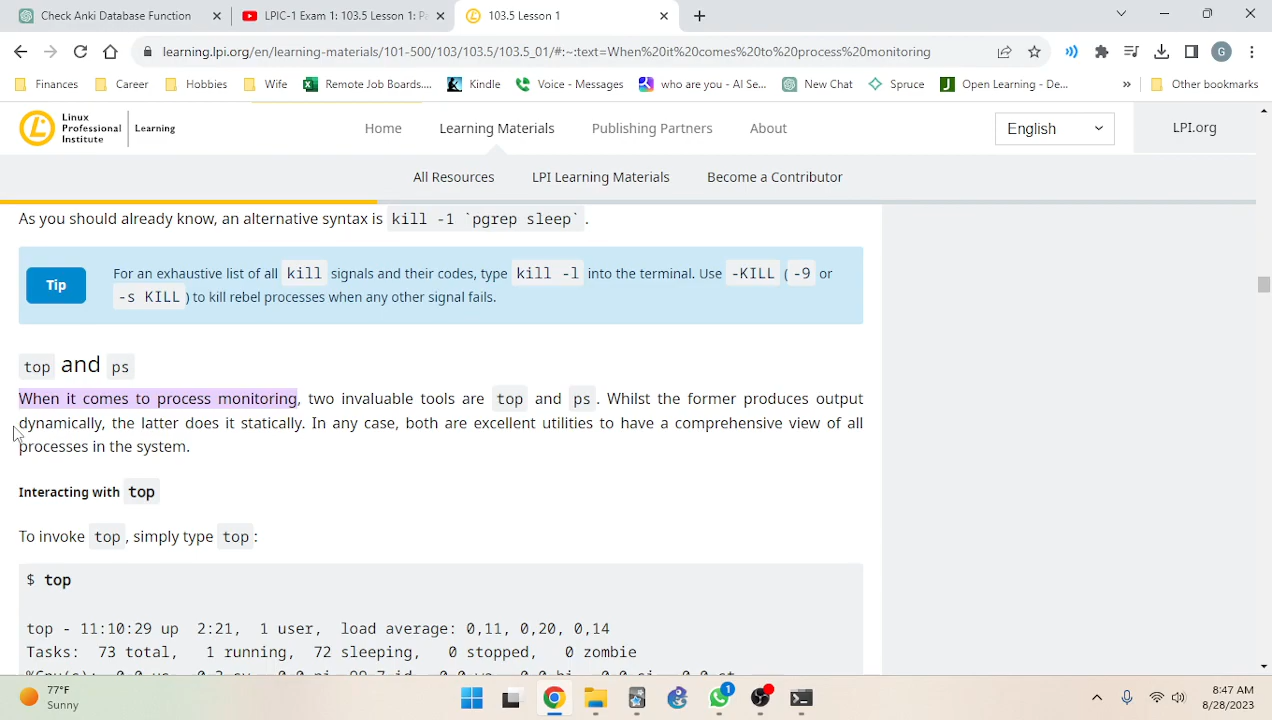 Check Anki Database Function
LPIC-1 Exam 1: 103.5 Lesson 1: P
103.5 Lesson 1
learning.lpi.org/en/learning-materials/101-500/103/103.5/103.5_01/#:~:text=When%20it%20comes%20to%20process%20monitoring
G
Finances
Career
Hobbies
Wife
Remote Job Boards....
Kindle
Voice - Messages
who are you - AI Se...
New Chat
Spruce
Open Learning - De...
»
Other bookmarks
Linux
Professional
Institute
Learning
Home
Learning Materials
Publishing Partners
About
English
LPI.org
All Resources
LPI Learning Materials
Become a Contributor
As you should already know, an alternative syntax is kill -1 `pgrep sleep`.
Tip
For an exhaustive list of all kill signals and their codes, type kill -l into the terminal. Use -KILL (-9 or
-s KILL) to kill rebel processes when any other signal fails.
top and ps
When it comes to process monitoring, two invaluable tools are top and ps. Whilst the former produces output
dynamically, the latter does it statically. In any case, both are excellent utilities to have a comprehensive view of all
processes in the system.
Interacting with top
To invoke top, simply type top:
$ top
top - 11:10:29 up 2:21, 1 user, load average: 0,11, 0,20, 0,14
Tasks: 73 total, 1 running, 72 sleeping, 0 stopped, 0 zombie
77°F
Sunny
1
8:47 AM
8/28/2023